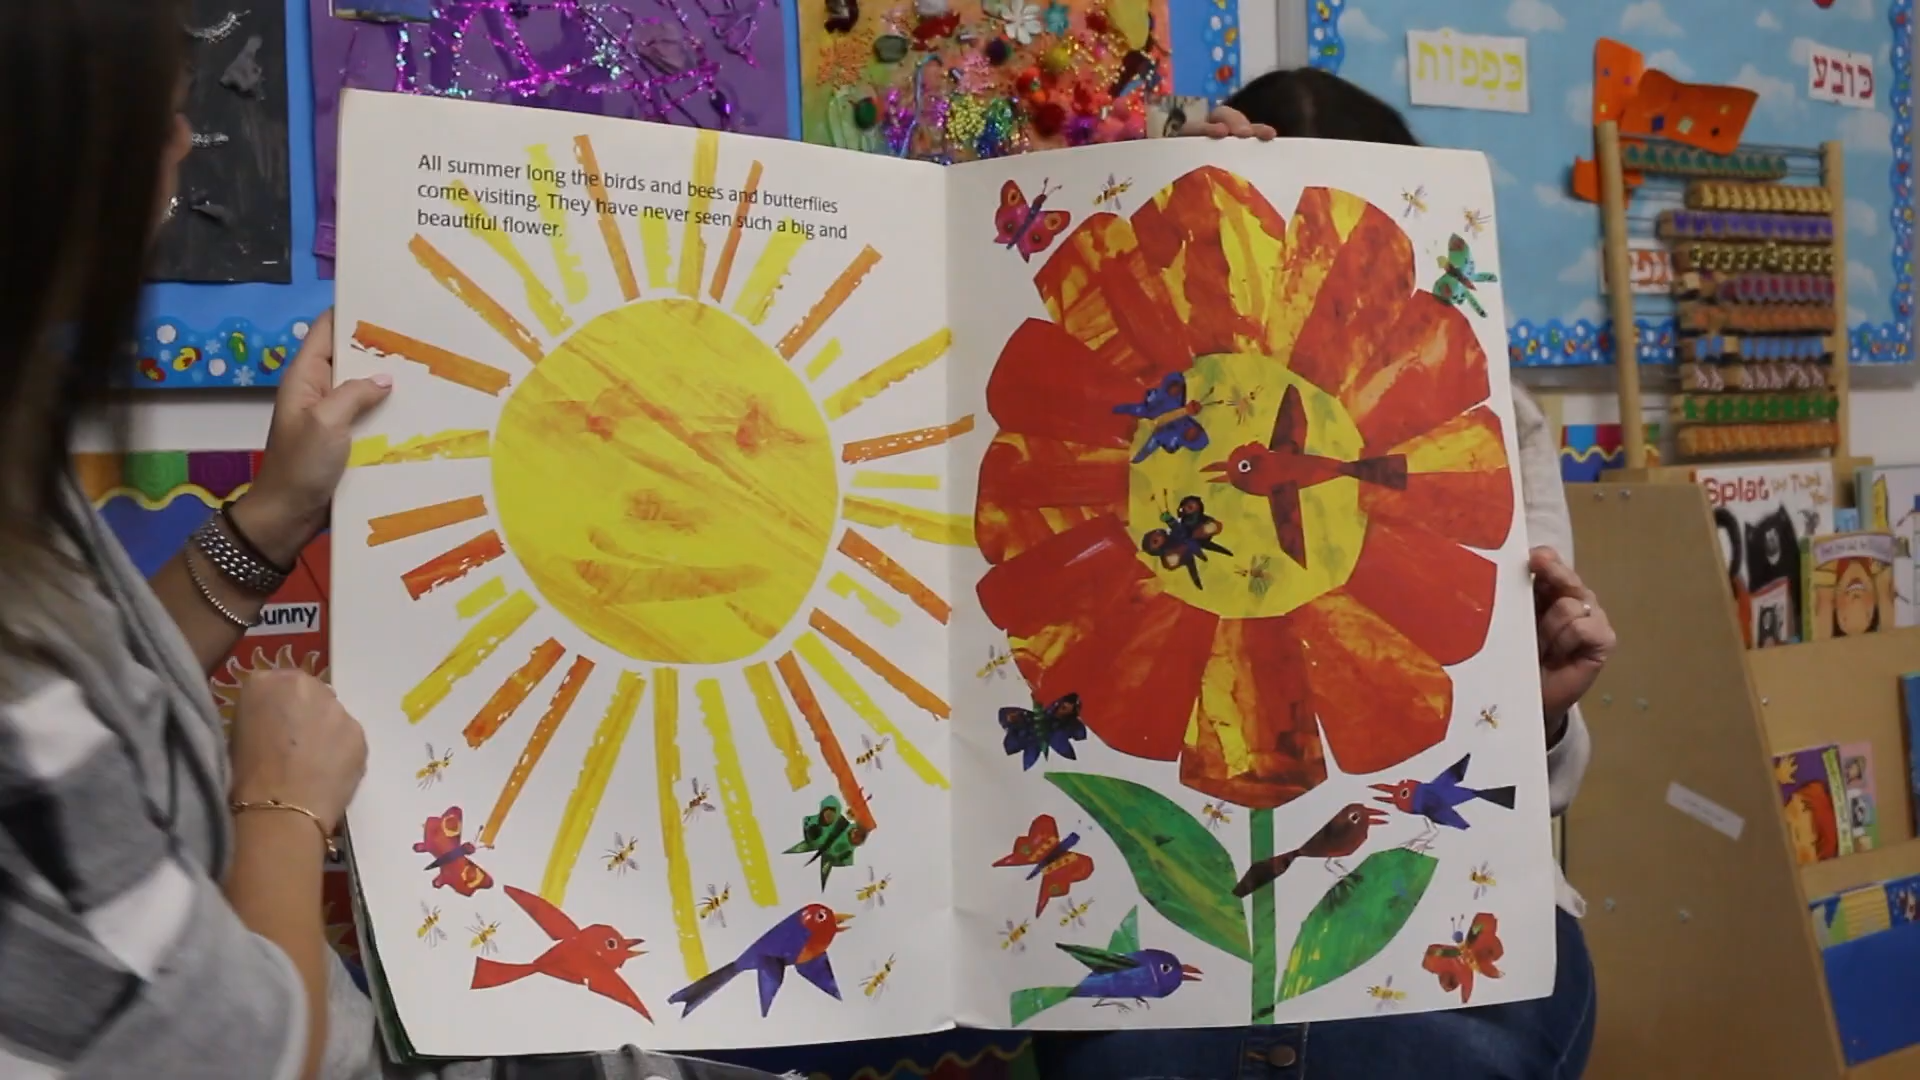 All summer long the birds and bees and butterflies
come visiting. They have never seen such a big and
beautiful flower.
כפפות
כובע
Splat
unny